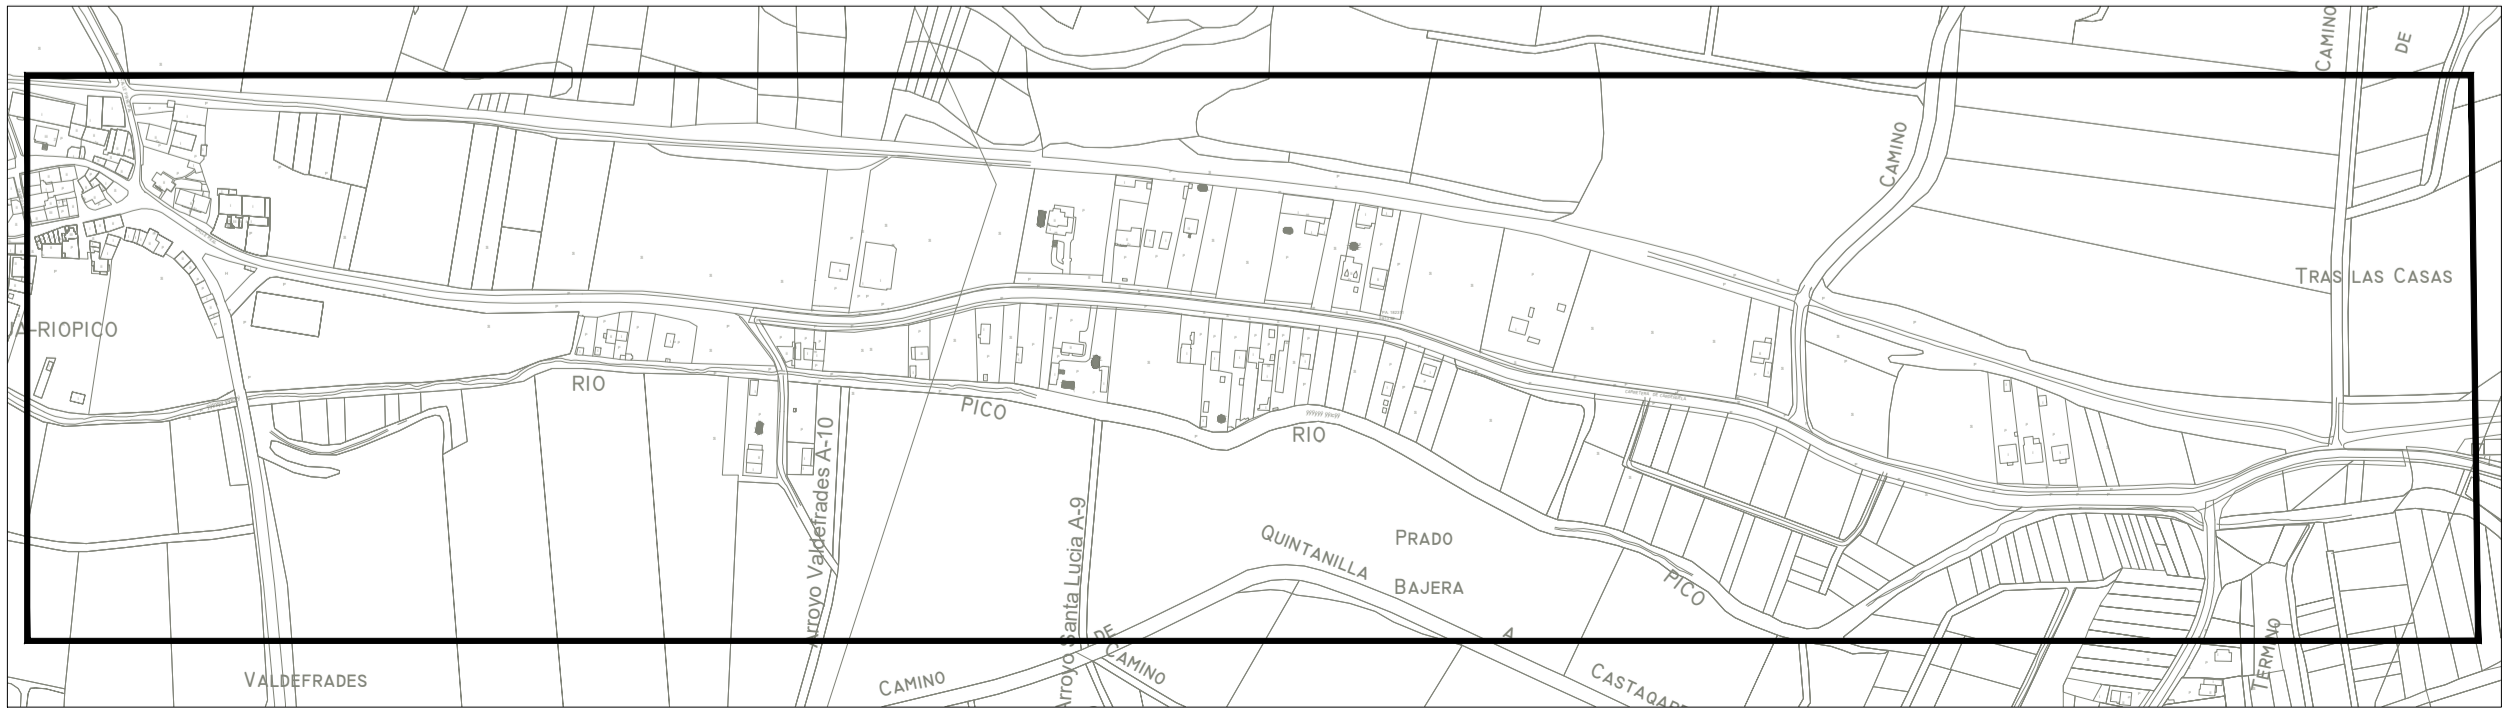 CAMINO
DE
CAMINO
TRAS LAS CASAS
A-RIOPICO
RIO
PICO
RIO
Arroyo Valdefrades A-10
Arroyo Santa Lucia A-9
QUINTANILLA
PRADO
BAJERA
PICO
A
DE
CAMINO
CAMINO
VALDEFRADES
CASTAQAR
TERMINO